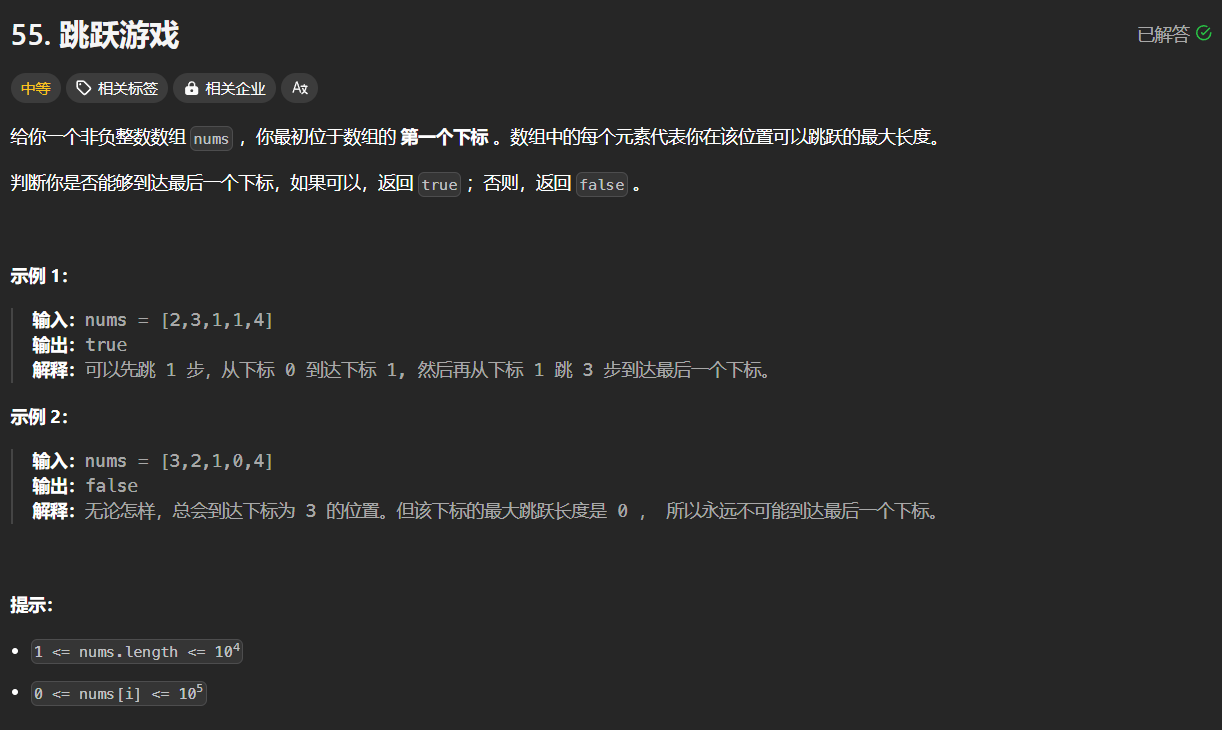 55. 跳跃游戏
已解答
中等 相关标签 相关企业
给你一个非负整数数组 nums ，你最初位于数组的 第一个下标 。数组中的每个元素代表你在该位置可以跳跃的最大长度。
判断你是否能够到达最后一个下标，如果可以，返回 true ；否则，返回 false 。
示例 1：
输入：nums = [2,3,1,1,4]
输出：true
解释：可以先跳 1 步，从下标 0 到达下标 1, 然后再从下标 1 跳 3 步到达最后一个下标。
示例 2：
输入：nums = [3,2,1,0,4]
输出：false
解释：无论怎样，总会到达下标为 3 的位置。但该下标的最大跳跃长度是 0 ， 所以永远不可能到达最后一个下标。
提示：
1 <= nums.length <= 10⁴
0 <= nums[i] <= 10⁵